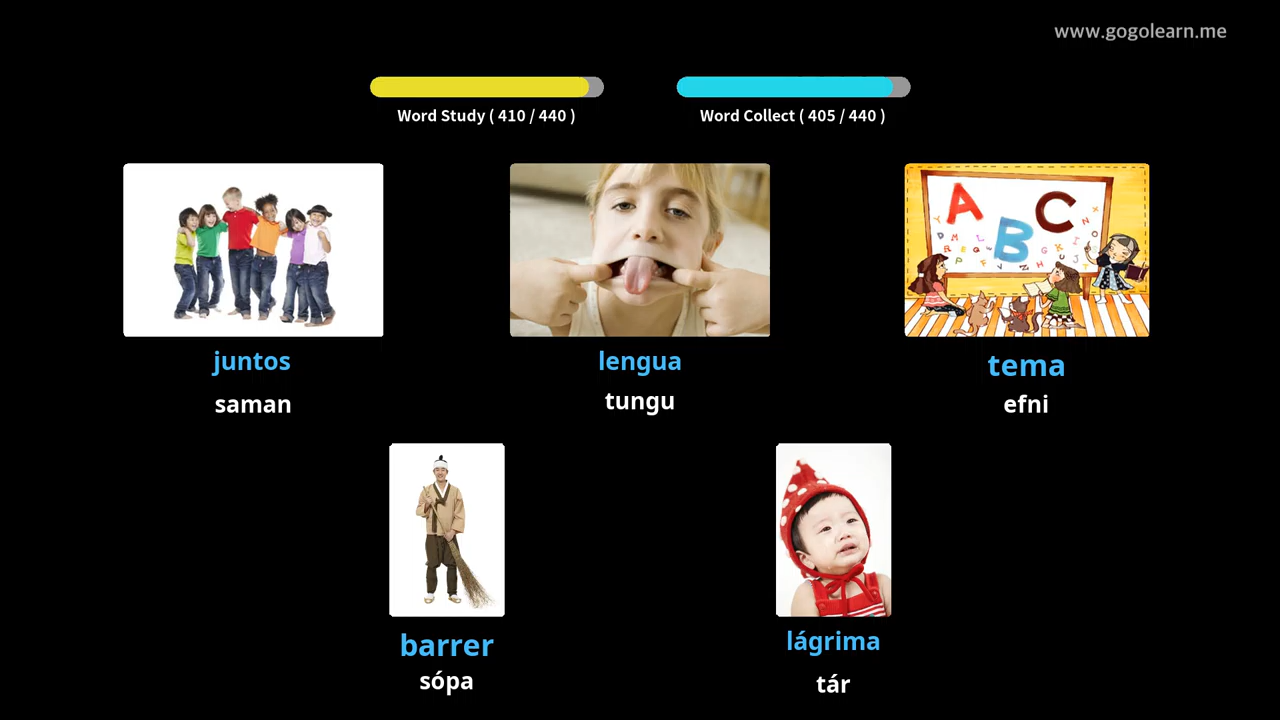 www.gogolearn.me
Word Study ( 410 / 440 )
Word Collect ( 405 / 440 )
A B C
juntos
saman
lengua
tungu
tema
efni
barrer
sópa
lágrima
tár